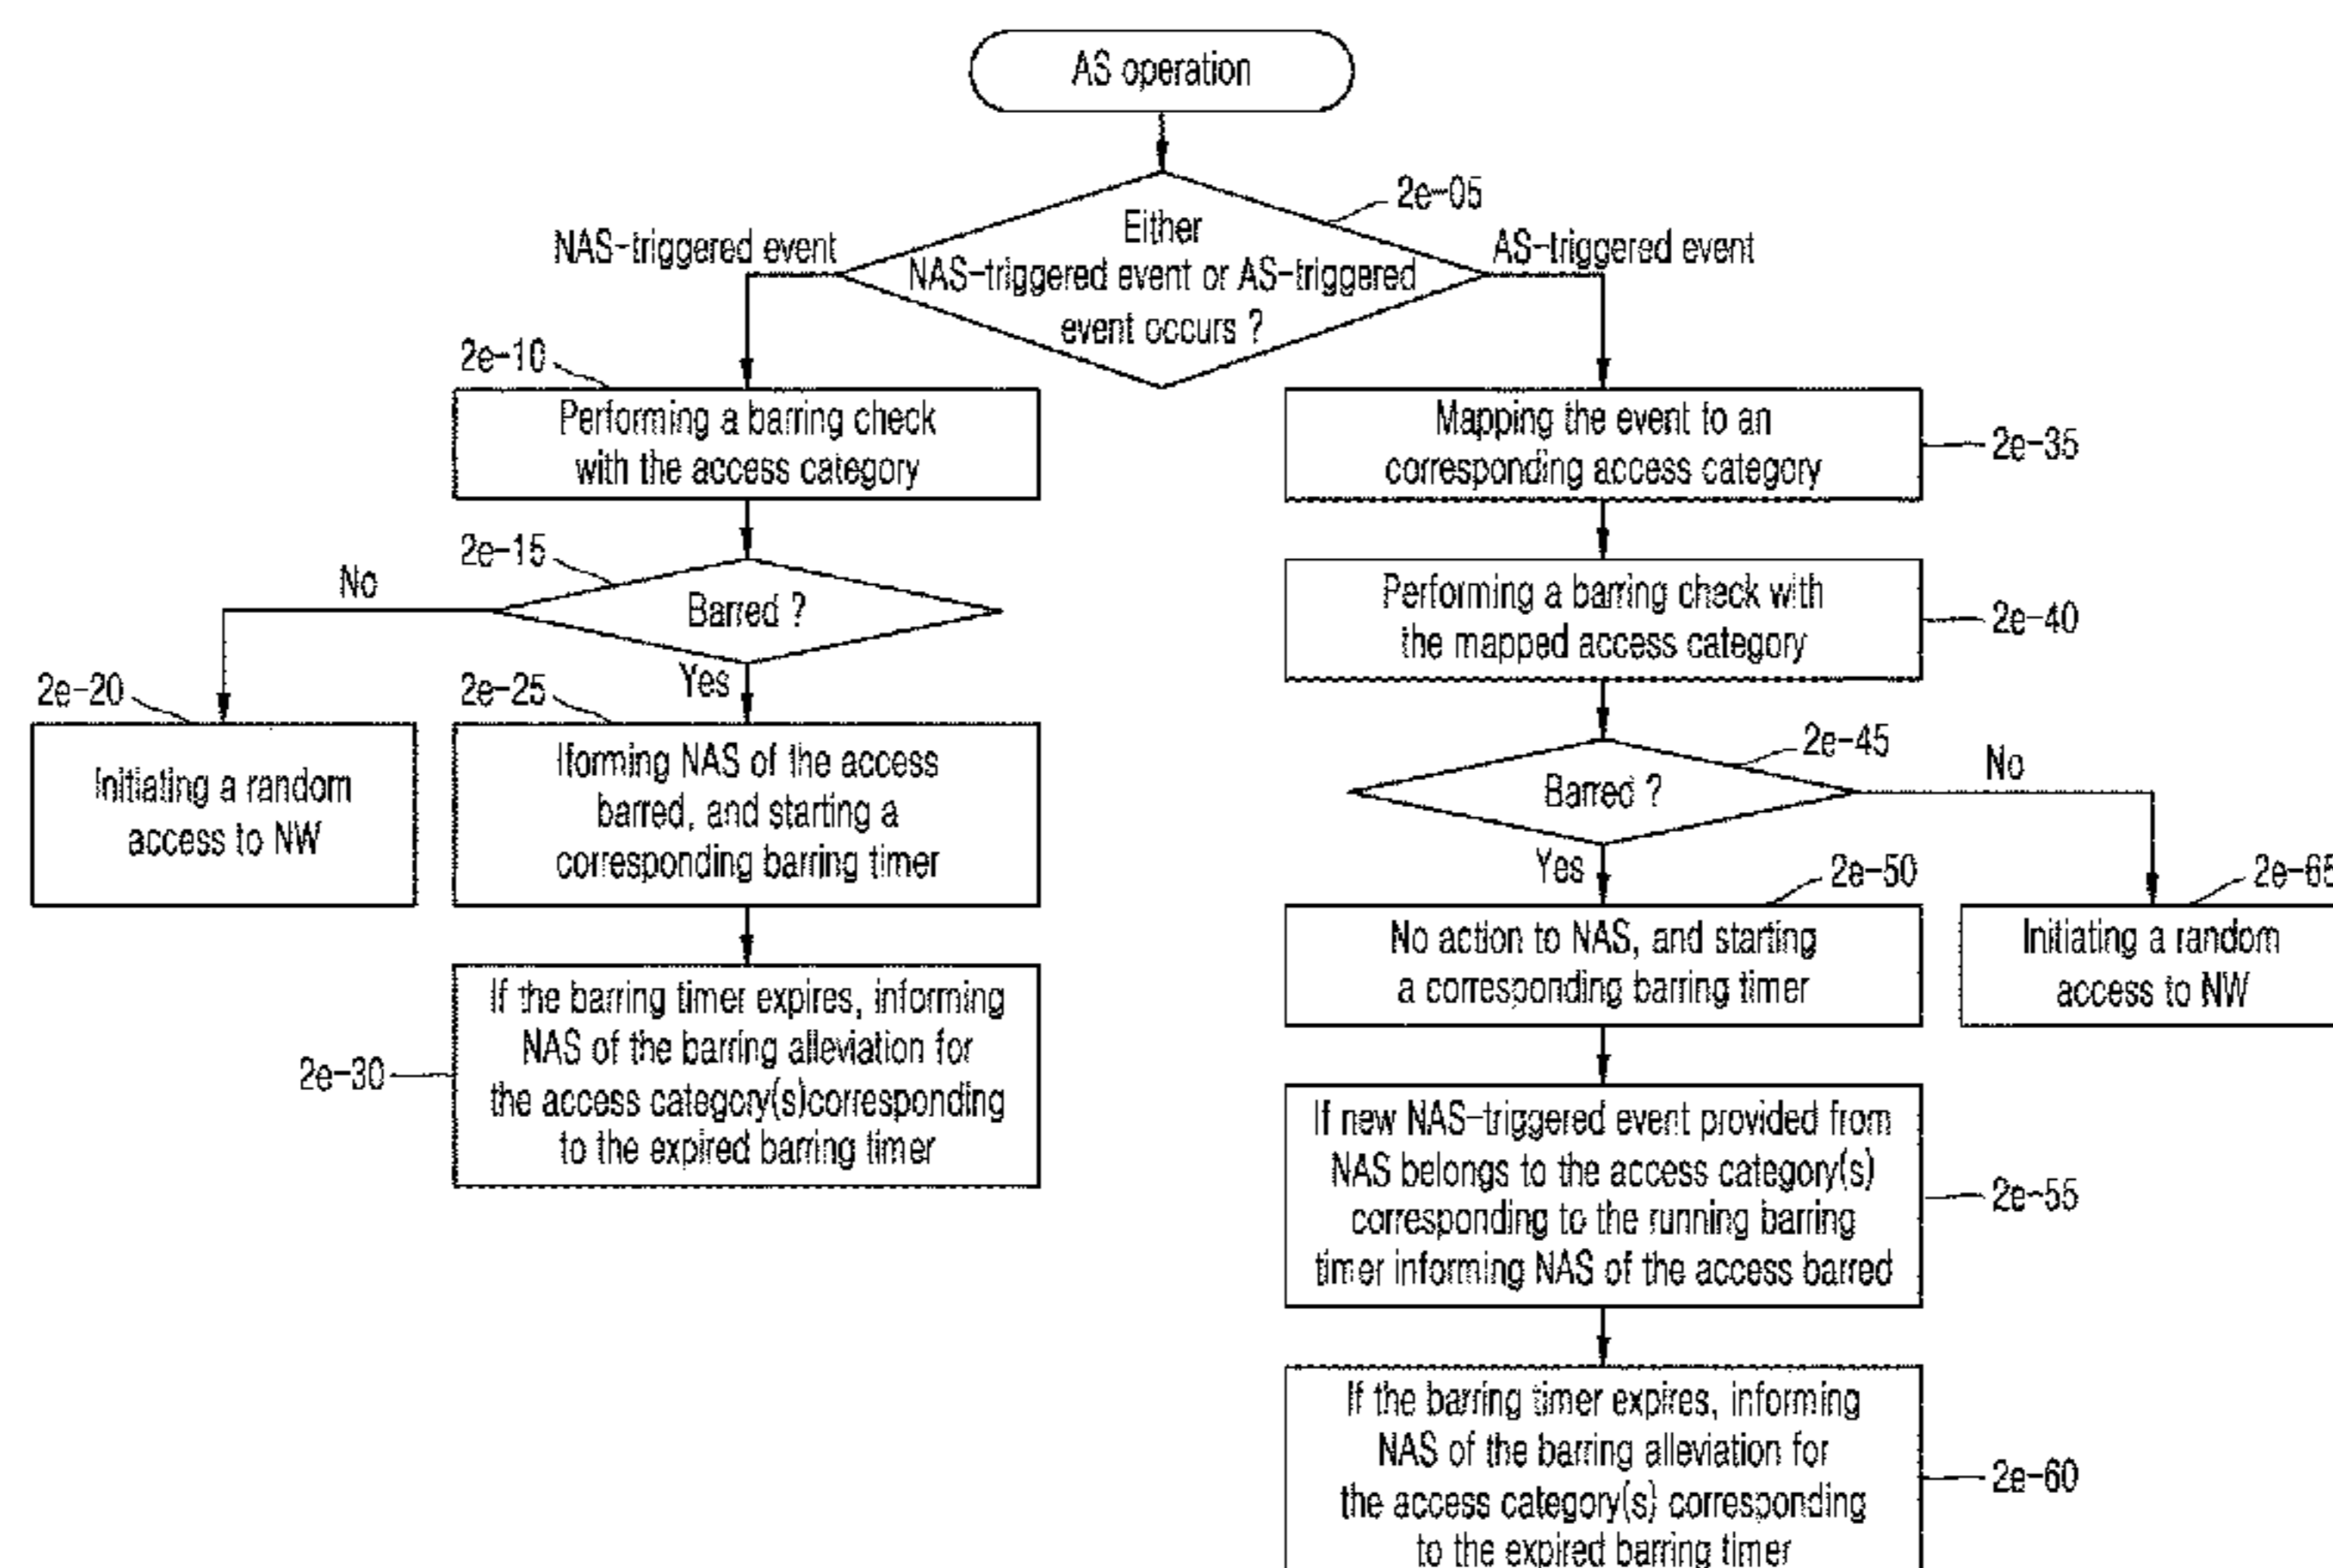 AS operation
2e-05
Either
NAS-triggered event or AS-triggered
event occurs ?
NAS-triggered event
AS-triggered event
2e-10
Performing a barring check
with the access category
2e-15
Barred ?
No
Yes
2e-20
Initiating a random
access to NW
2e-25
Iforming NAS of the access
barred, and starting a
corresponding barring timer
2e-30
If the barring timer expires, informing
NAS of the barring alleviation for
the access category(s)corresponding
to the expired barring timer
Mapping the event to an
corresponding access category
2e-35
Performing a barring check with
the mapped access category
2e-40
2e-45
Barred ?
No
Yes
2e-50
No action to NAS, and starting
a corresponding barring timer
2e-65
Initiating a random
access to NW
If new NAS-triggered event provided from
NAS belongs to the access category(s)
corresponding to the running barring
timer informing NAS of the access barred
2e-55
If the barring timer expires, informing
NAS of the barring alleviation for
the access category(s) corresponding
to the expired barring timer
2e-60